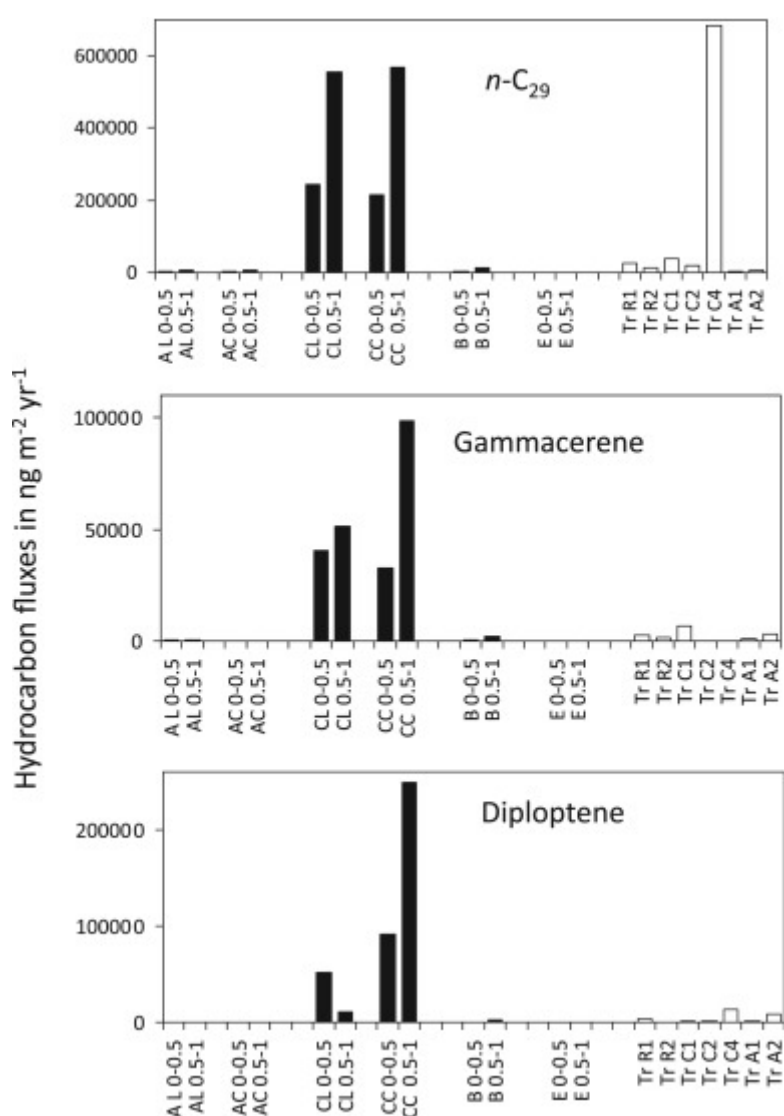 Hydrocarbon fluxes in ng m⁻² yr⁻¹
n-C₂₉
600000
400000
200000
0
A L 0-0.5
AL 0.5-1
AC 0-0.5
AC 0.5-1
CL 0-0.5
CL 0.5-1
CC 0-0.5
CC 0.5-1
B 0-0.5
B 0.5-1
E 0-0.5
E 0.5-1
Tr R1
Tr R2
Tr C1
Tr C2
Tr C4
Tr A1
Tr A2
Gammacerene
100000
50000
0
A L 0-0.5
AL 0.5-1
AC 0-0.5
AC 0.5-1
CL 0-0.5
CL 0.5-1
CC 0-0.5
CC 0.5-1
B 0-0.5
B 0.5-1
E 0-0.5
E 0.5-1
Tr R1
Tr R2
Tr C1
Tr C2
Tr C4
Tr A1
Tr A2
Diploptene
200000
100000
0
A L 0-0.5
AL 0.5-1
AC 0-0.5
AC 0.5-1
CL 0-0.5
CL 0.5-1
CC 0-0.5
CC 0.5-1
B 0-0.5
B 0.5-1
E 0-0.5
E 0.5-1
Tr R1
Tr R2
Tr C1
Tr C2
Tr C4
Tr A1
Tr A2